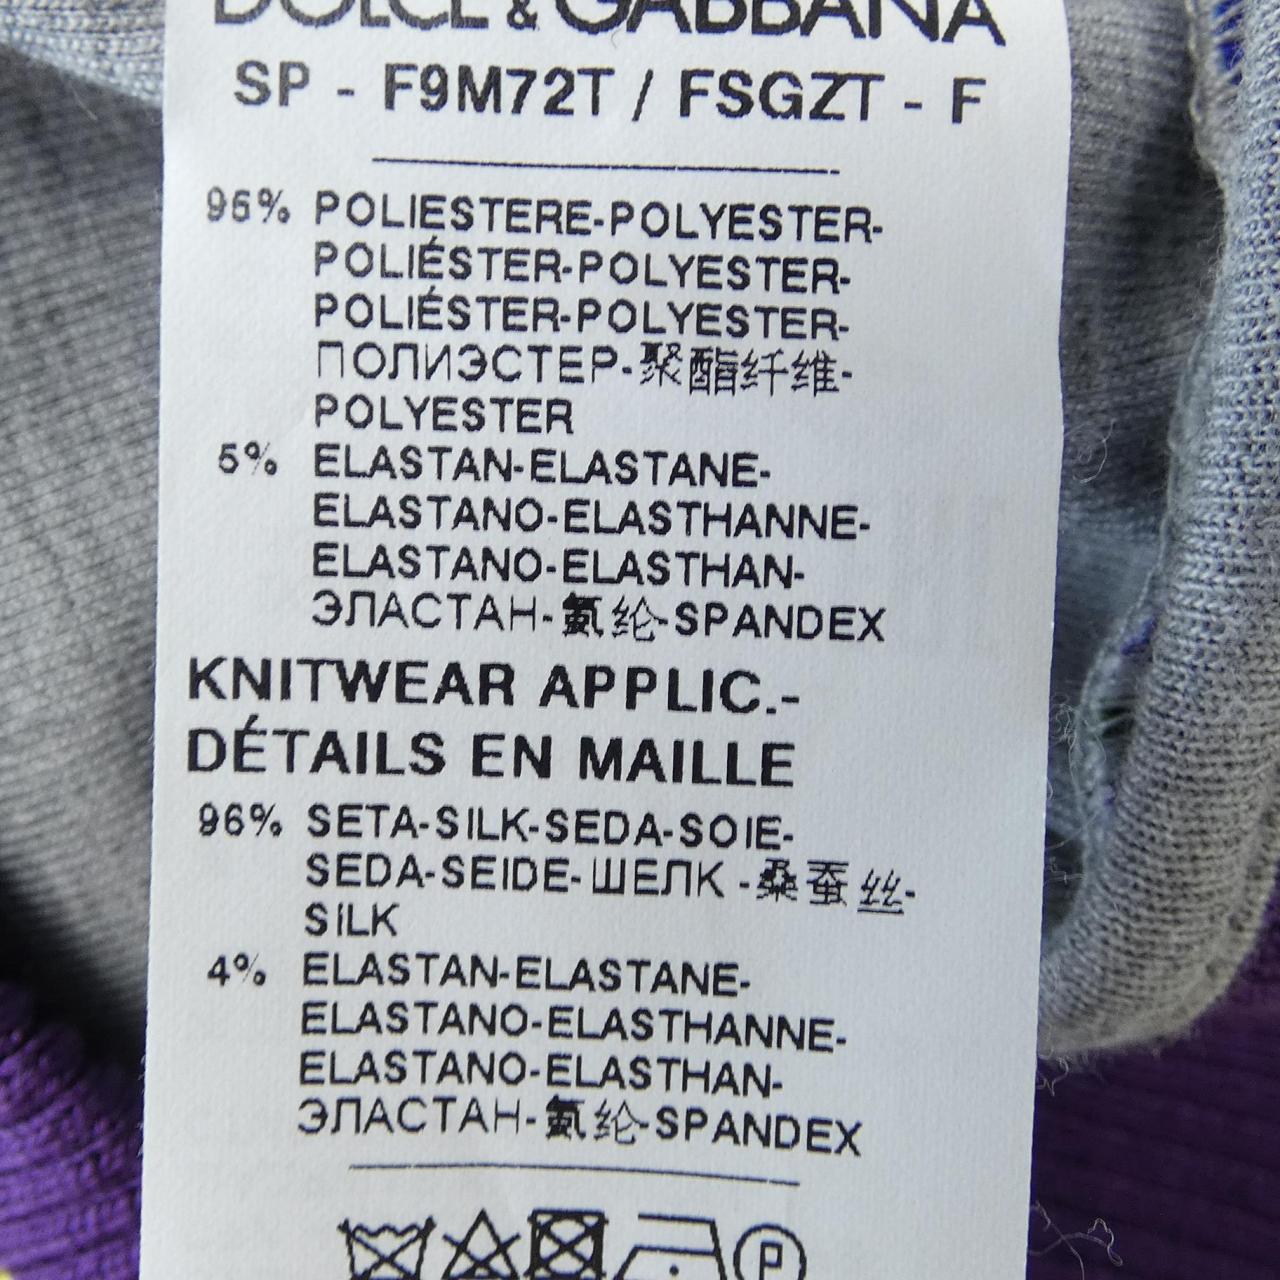 DOLCE & GABBANA
SP - F9M72T / FSGZT - F
95% POLIESTERE-POLYESTER-
POLIÉSTER-POLYESTER-
POLIÉSTER-POLYESTER-
ПОЛИЭСТЕР-聚酯纤维-
POLYESTER
5% ELASTAN-ELASTANE-
ELASTANO-ELASTHANNE-
ELASTANO-ELASTHAN-
ЭЛАСТАН-氨纶-SPANDEX
KNITWEAR APPLIC.-
DÉTAILS EN MAILLE
96% SETA-SILK-SEDA-SOIE-
SEDA-SEIDE-ШЕЛК-桑蚕丝-
SILK
4% ELASTAN-ELASTANE-
ELASTANO-ELASTHANNE-
ELASTANO-ELASTHAN-
ЭЛАСТАН-氨纶-SPANDEX
P